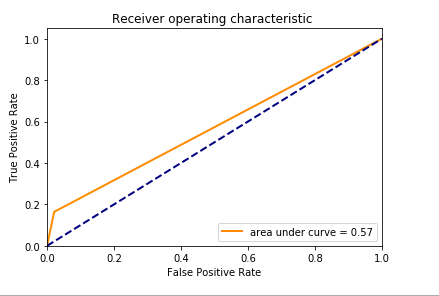 Receiver operating characteristic
True Positive Rate
1.0
0.8
0.6
0.4
0.2
0.0
area under curve = 0.57
0.0 0.2 0.4 0.6 0.8 1.0
False Positive Rate